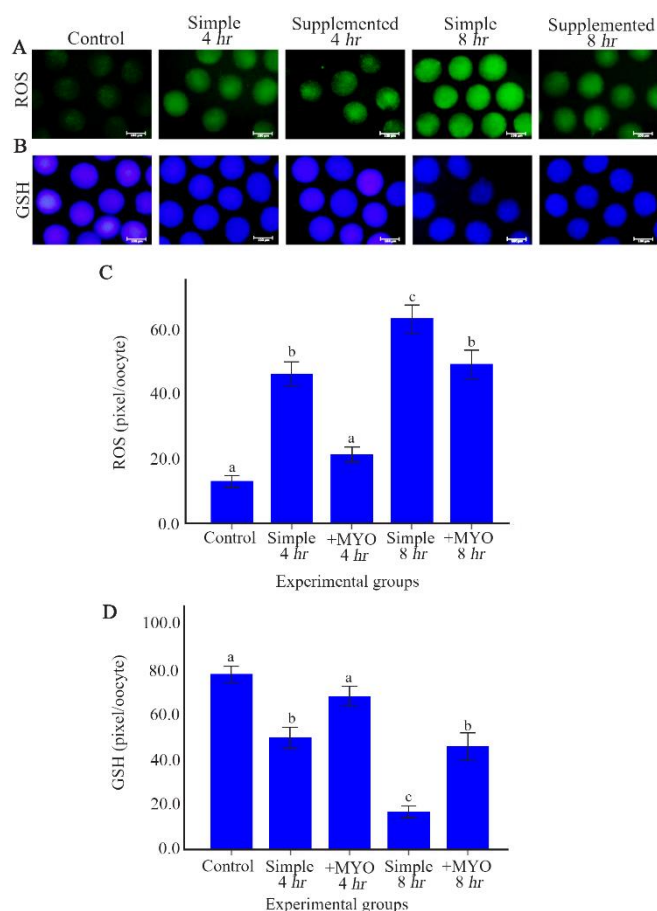 A
Control
Simple
4 hr
Supplemented
4 hr
Simple
8 hr
Supplemented
8 hr
ROS
B
GSH
C
ROS (pixel/oocyte)
60.0
40.0
20.0
0.0
a
b
a
c
b
Control
Simple
4 hr
+MYO
4 hr
Simple
8 hr
+MYO
8 hr
Experimental groups
D
GSH (pixel/oocyte)
100.0
80.0
60.0
40.0
20.0
0.0
a
b
a
c
b
Control
Simple
4 hr
+MYO
4 hr
Simple
8 hr
+MYO
8 hr
Experimental groups